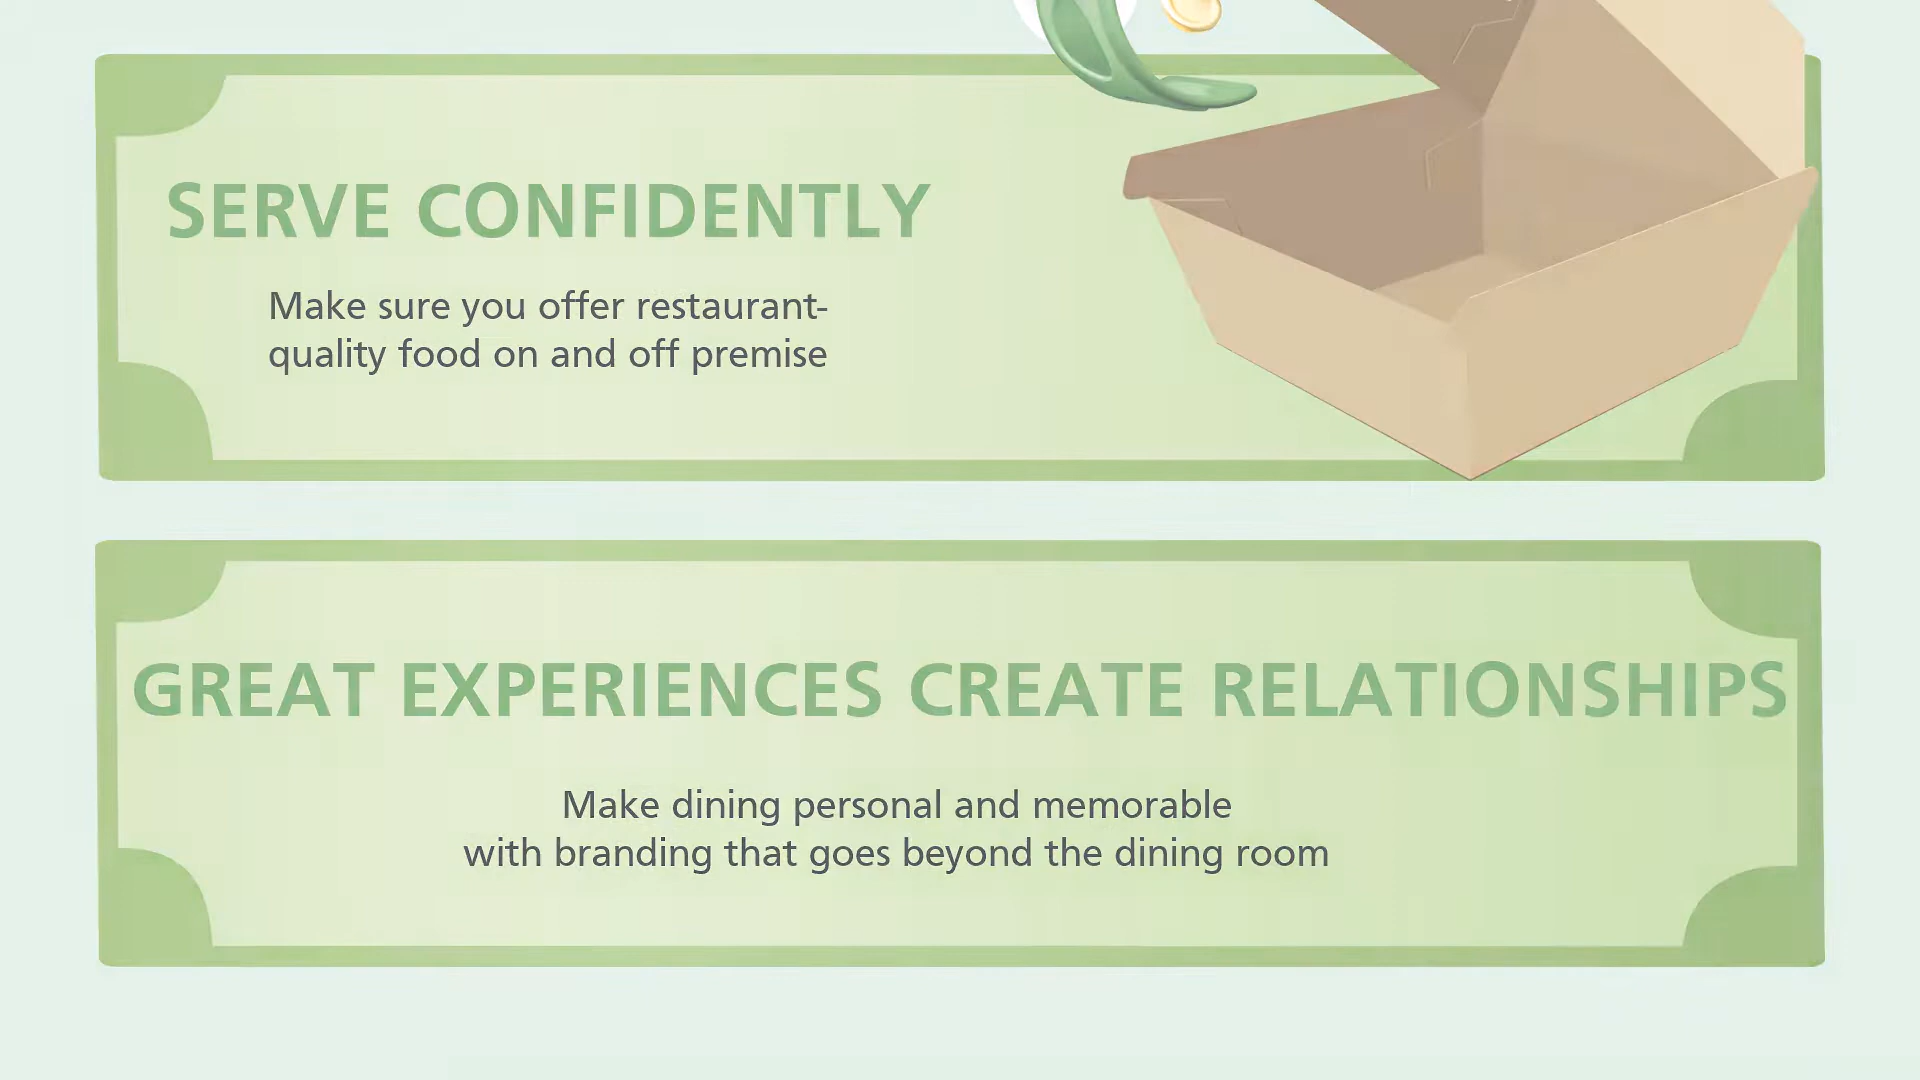 SERVE CONFIDENTLY
Make sure you offer restaurant-
quality food on and off premise
GREAT EXPERIENCES CREATE RELATIONSHIPS
Make dining personal and memorable
with branding that goes beyond the dining room